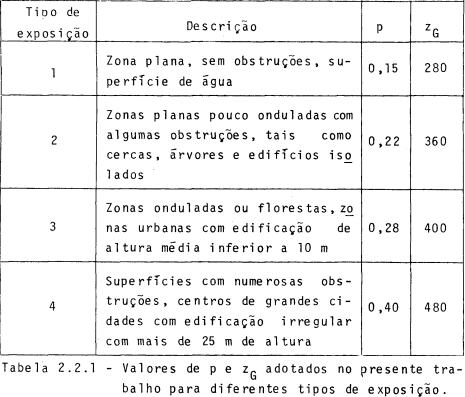 Tipo de
exposição
Descrição
p
z_G
1
Zona plana, sem obstruções, su-
perfície de água
0,15
280
2
Zonas planas pouco onduladas com
algumas obstruções, tais como
cercas, árvores e edifícios iso
lados
0,22
360
3
Zonas onduladas ou florestas, zo
nas urbanas com edificação de
altura média inferior a 10 m
0,28
400
4
Superfícies com numerosas obs-
truções, centros de grandes ci-
dades com edificação irregular
com mais de 25 m de altura
0,40
480
Tabela 2.2.1 - Valores de p e z_G adotados no presente tra-
balho para diferentes tipos de exposição.